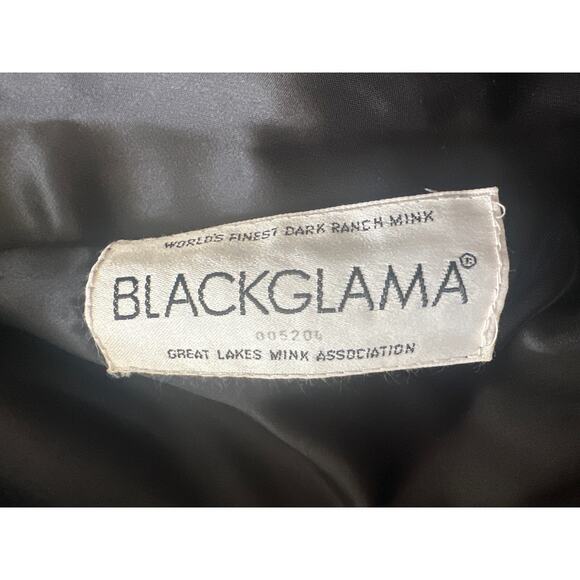 WORLD'S FINEST DARK RANCH MINK
BLACKGLAMA®
005204
GREAT LAKES MINK ASSOCIATION